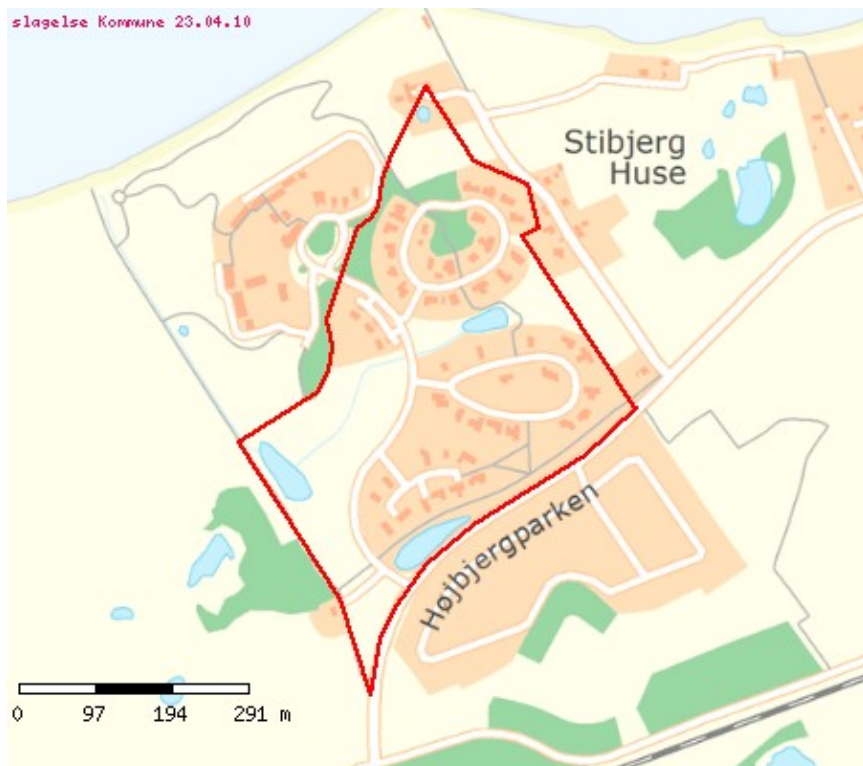 slagelse Kommune 23.04.10
Stibjerg
Huse
Højbjergparken
0 97 194 291 m